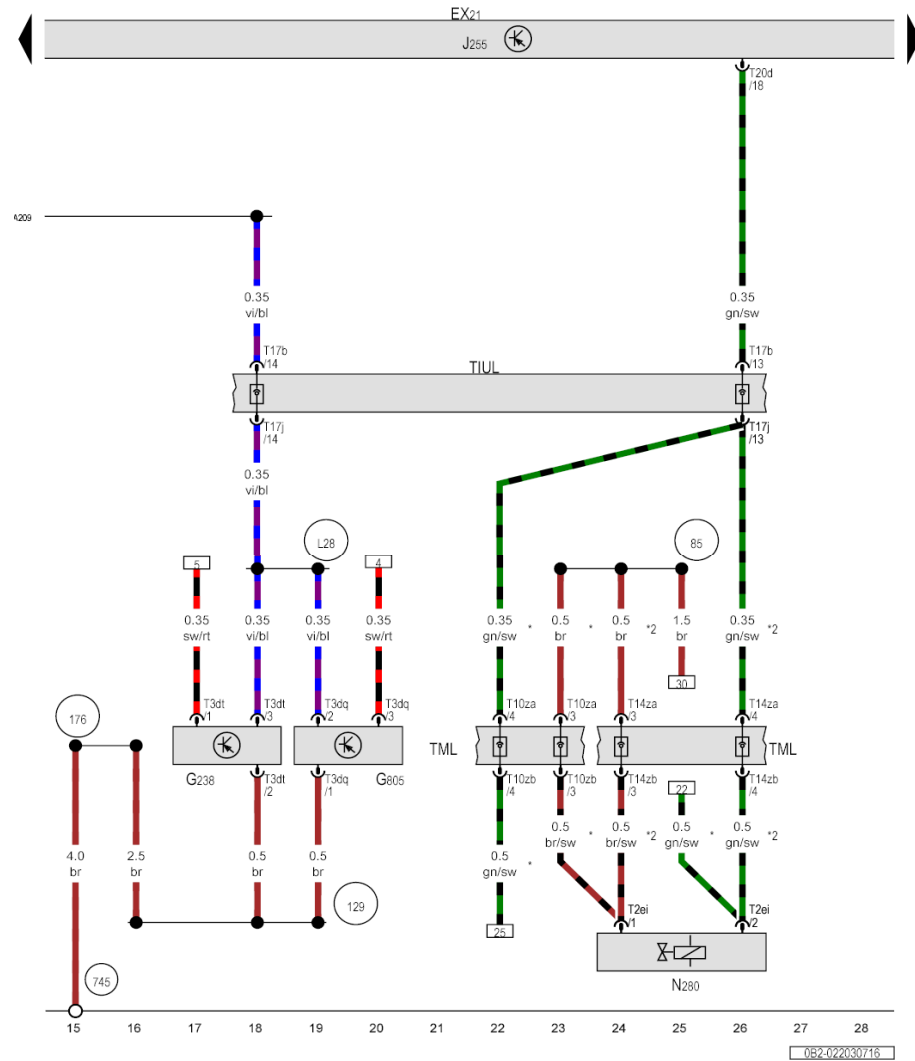 EX21
J255
T20d
/18
A209
0.35
vi/bl
0.35
gn/sw
T17b
/14
TIUL
T17b
/13
T17j
/14
T17j
/13
0.35
vi/bl
L28
85
5
4
0.35
sw/rt
0.35
vi/bl
0.35
vi/bl
0.35
sw/rt
0.35
gn/sw *
0.5
br *
0.5
br *2
1.5
br
0.35
gn/sw *2
30
176
T3dt
/1
T3dt
/3
T3dq
/2
T3dq
/3
T10za
/4
T10za
/3
T14za
/3
T14za
/4
TML
TML
G238
T3dt
/2
T3dq
/1
G805
T10zb
/4
T10zb
/3
T14zb
/3
22
T14zb
/4
4.0
br
2.5
br
0.5
br
0.5
br
0.5
gn/sw *
0.5
br/sw *
0.5
br/sw *2
0.5
gn/sw *
0.5
gn/sw *2
129
25
T2ei
/1
T2ei
/2
745
N280
15 16 17 18 19 20 21 22 23 24 25 26 27 28
0B2-022030716